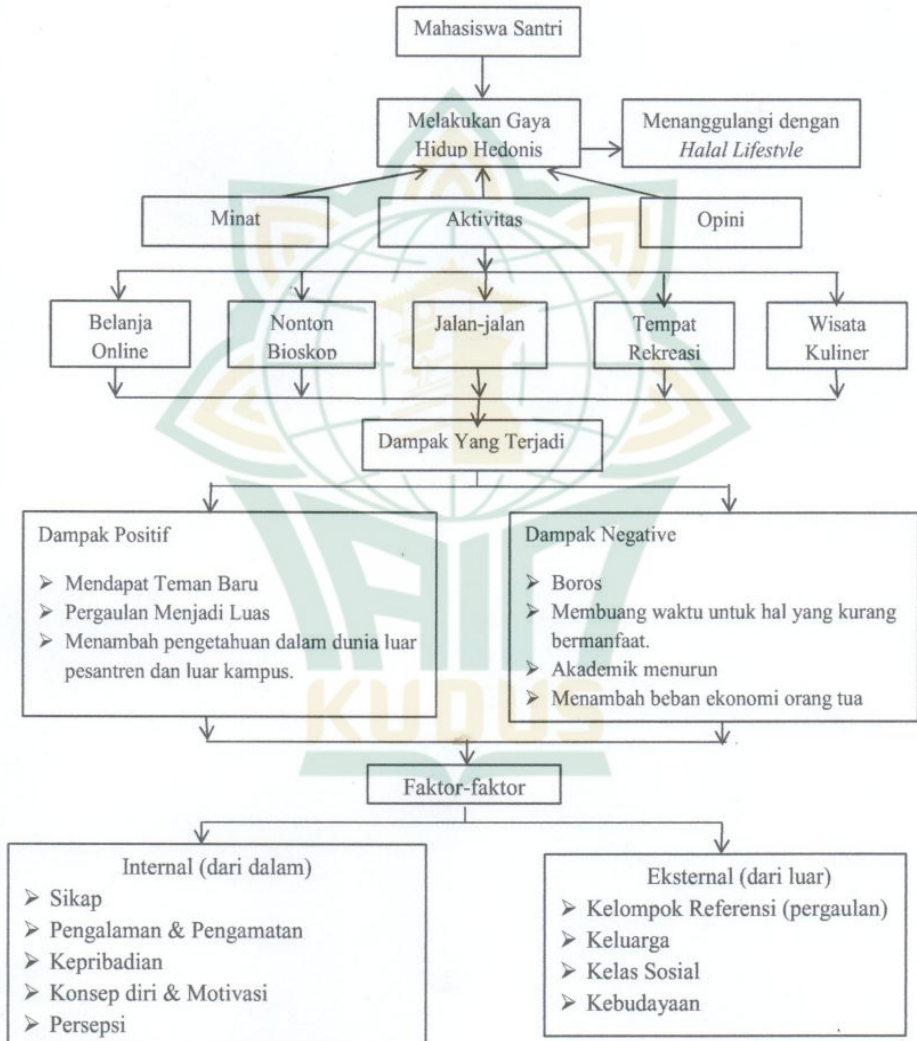 Mahasiswa Santri
Melakukan Gaya
Hidup Hedonis
Menanggulangi dengan
Halal Lifestyle
Minat
Aktivitas
Opini
Belanja
Online
Nonton
Bioskop
Jalan-jalan
Tempat
Rekreasi
Wisata
Kuliner
Dampak Yang Terjadi
Dampak Positif
➢ Mendapat Teman Baru
➢ Pergaulan Menjadi Luas
➢ Menambah pengetahuan dalam dunia luar
pesantren dan luar kampus.
Dampak Negative
➢ Boros
➢ Membuang waktu untuk hal yang kurang
bermanfaat.
➢ Akademik menurun
➢ Menambah beban ekonomi orang tua
IAIN
KUDUS
Faktor-faktor
Internal (dari dalam)
➢ Sikap
➢ Pengalaman & Pengamatan
➢ Kepribadian
➢ Konsep diri & Motivasi
➢ Persepsi
Eksternal (dari luar)
➢ Kelompok Referensi (pergaulan)
➢ Keluarga
➢ Kelas Sosial
➢ Kebudayaan